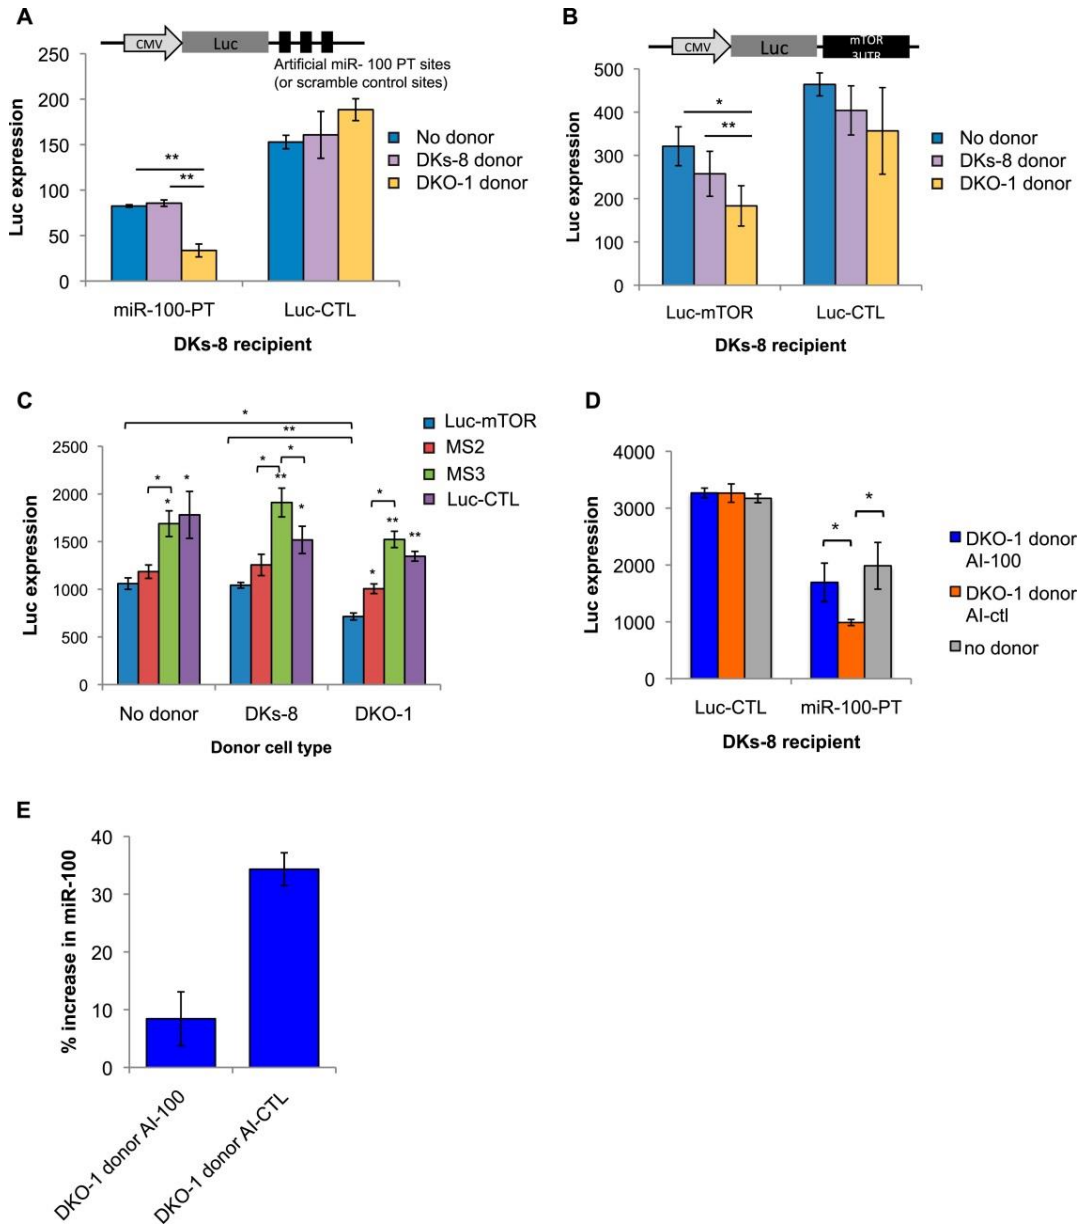 A
CMV
Luc
Artificial miR- 100 PT sites
(or scramble control sites)
250
200
150
100
50
0
Luc expression
**
**
No donor
DKs-8 donor
DKO-1 donor
miR-100-PT
Luc-CTL
DKs-8 recipient
B
CMV
Luc
mTOR
3UTR
500
400
300
200
100
0
Luc expression
*
**
No donor
DKs-8 donor
DKO-1 donor
Luc-mTOR
Luc-CTL
DKs-8 recipient
C
*
**
Luc-mTOR
MS2
MS3
Luc-CTL
2500
2000
1500
1000
500
0
Luc expression
*
*
*
*
*
**
*
*
*
**
**
No donor
DKs-8
DKO-1
Donor cell type
D
4000
3000
2000
1000
0
Luc expression
*
*
DKO-1 donor
AI-100
DKO-1 donor
AI-ctl
no donor
Luc-CTL
miR-100-PT
DKs-8 recipient
E
40
30
20
10
0
% increase in miR-100
DKO-1 donor AI-100
DKO-1 donor AI-CTL